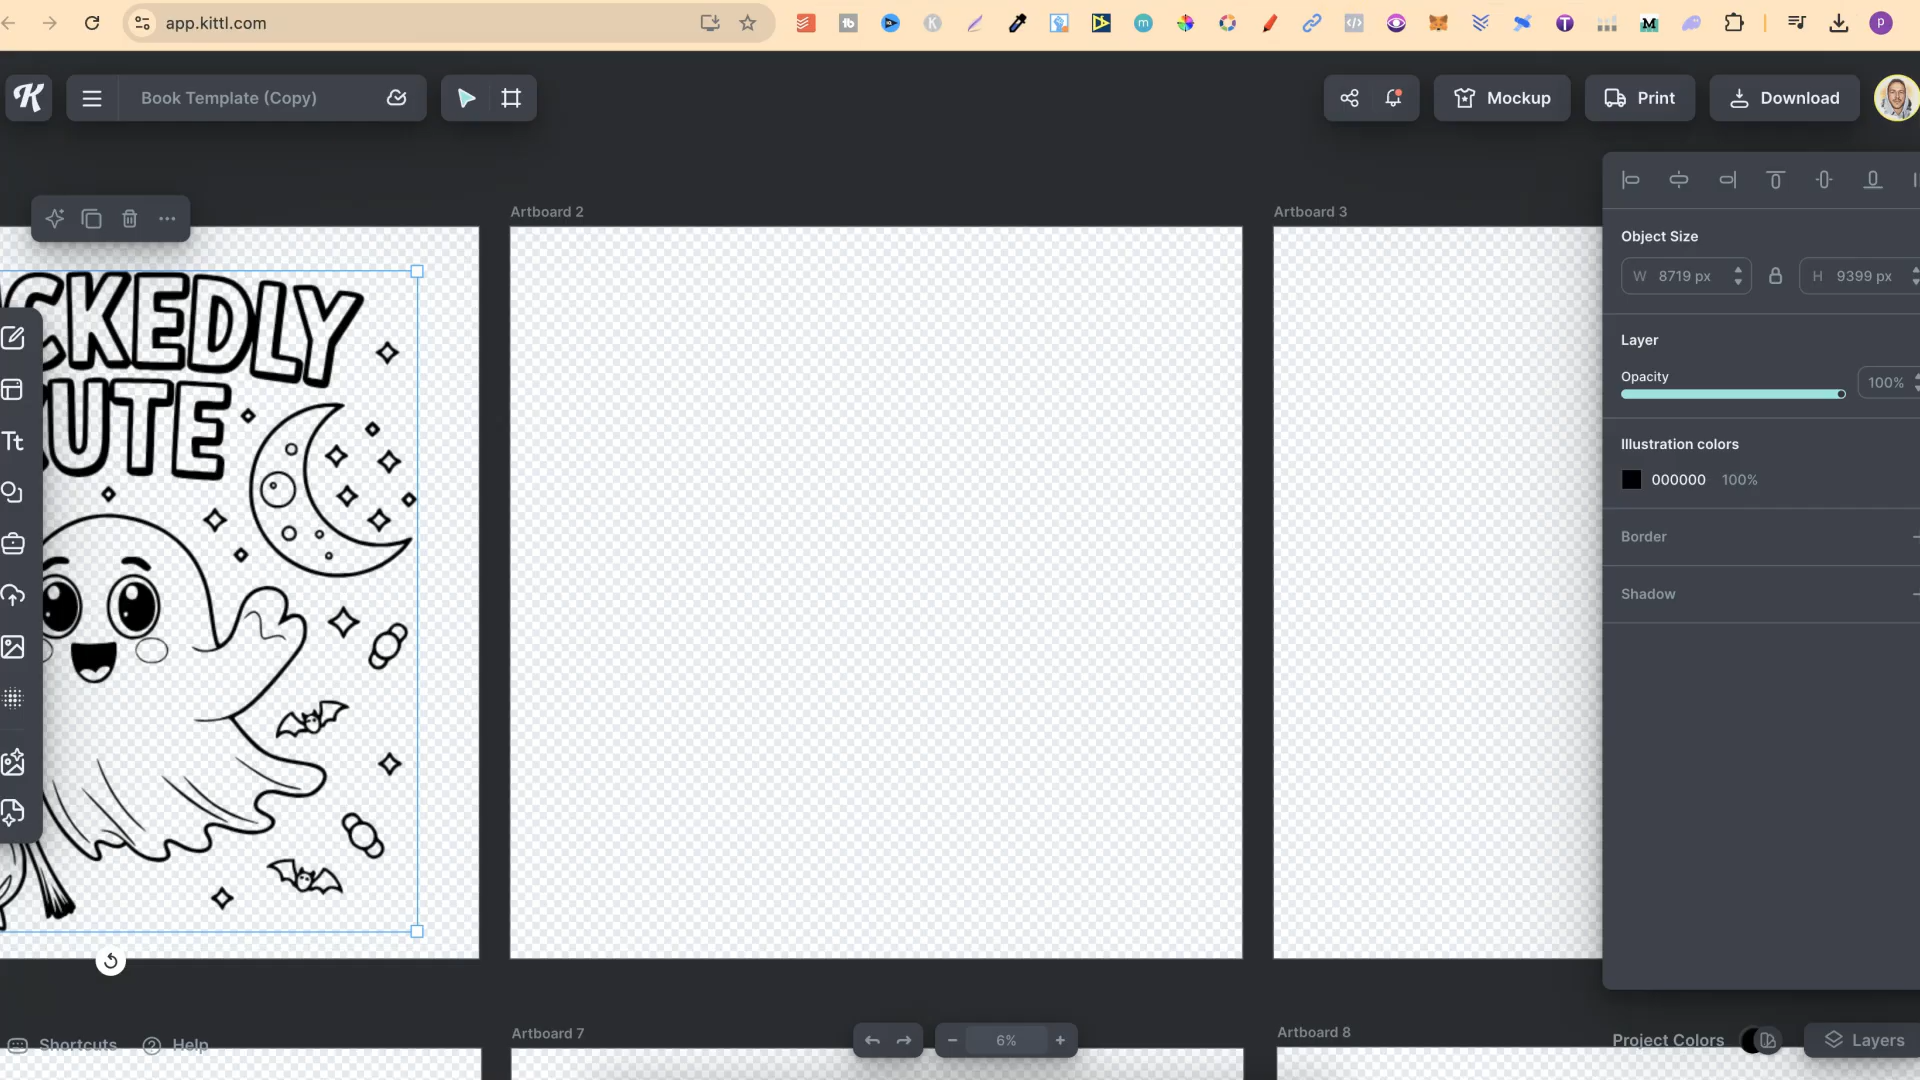 app.kittl.com
Book Template (Copy)
Mockup
Print
Download
Artboard 2
Artboard 3
CKEDLY
UTE
Tt
Object Size
W 8719 px
H 9399 px
Layer
Opacity
100%
Illustration colors
000000 100%
Border
Shadow
Shortcuts
Help
Artboard 7
6%
Artboard 8
Project Colors
Layers